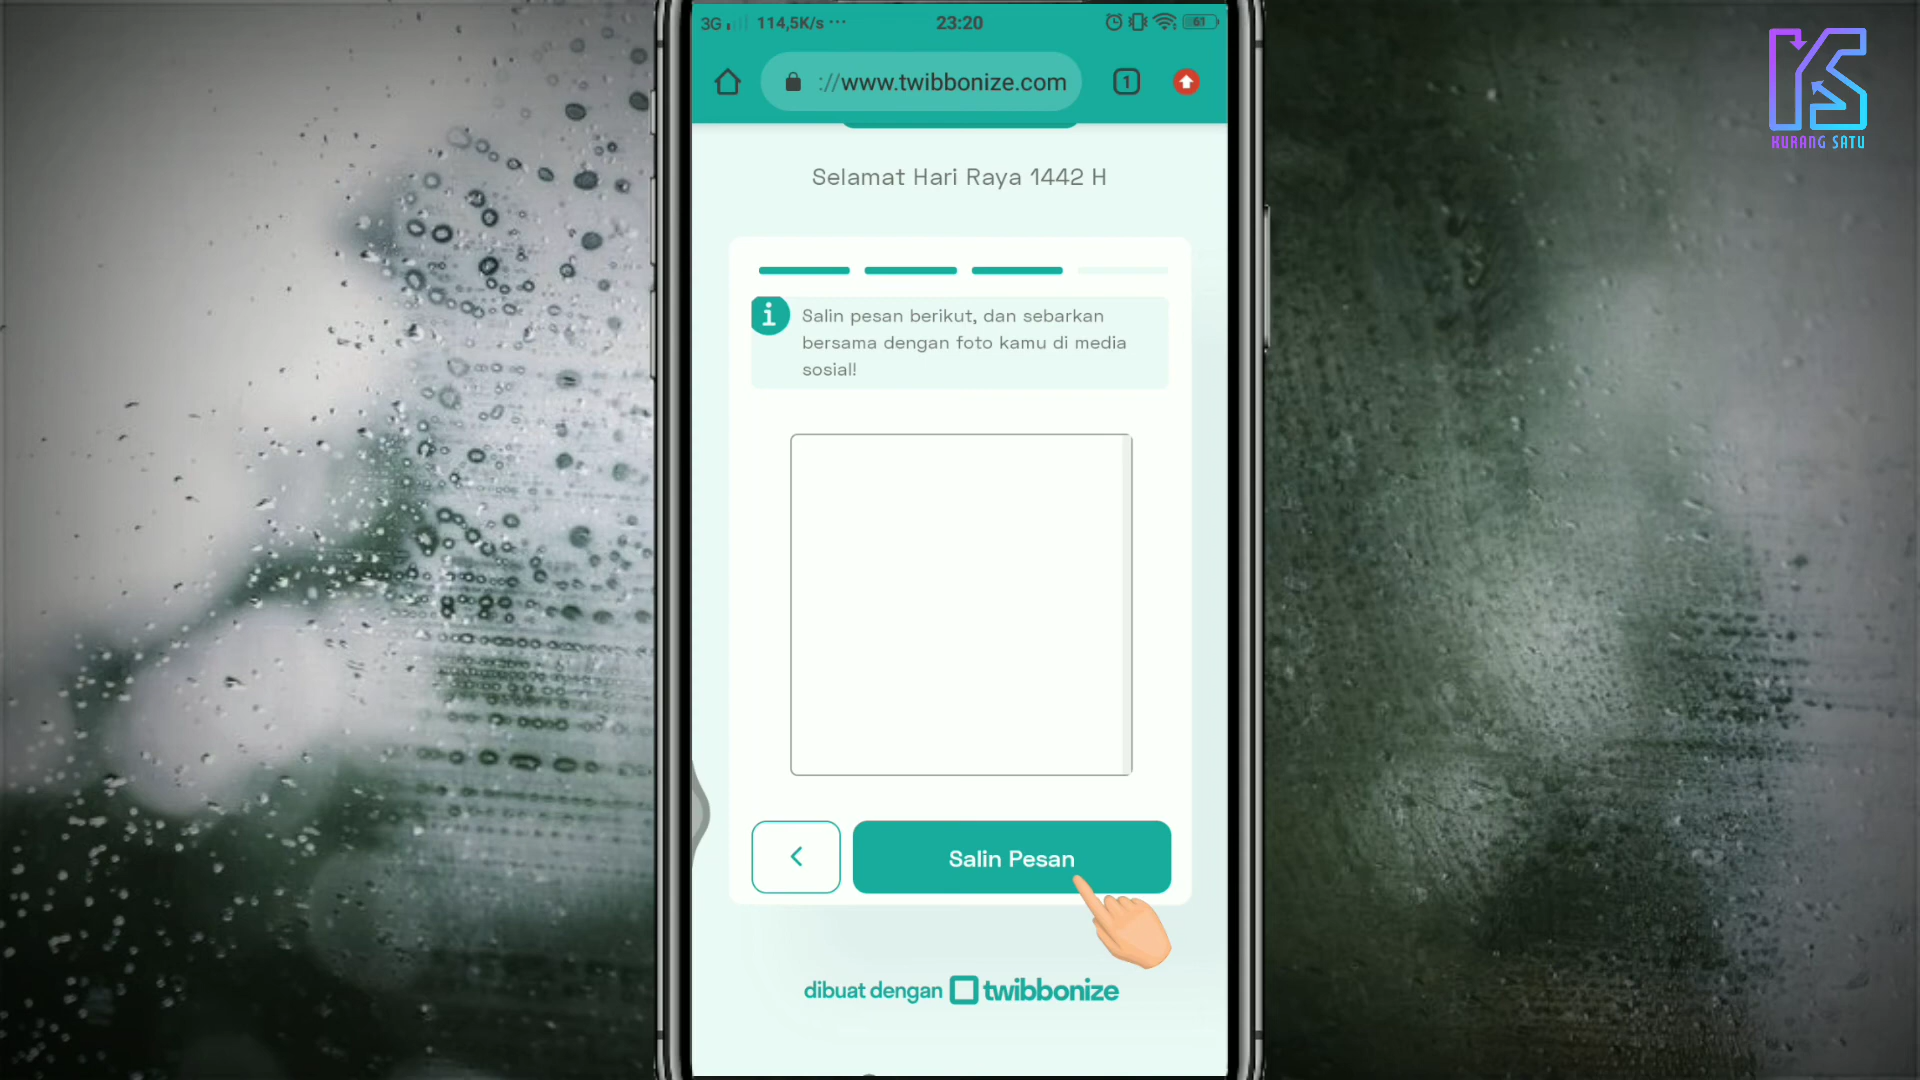 3G 114,5K/s ... 23:20 61
://www.twibbonize.com 1
KURANG SATU
Selamat Hari Raya 1442 H
i Salin pesan berikut, dan sebarkan
bersama dengan foto kamu di media
sosial!
Salin Pesan
dibuat dengan twibbonize